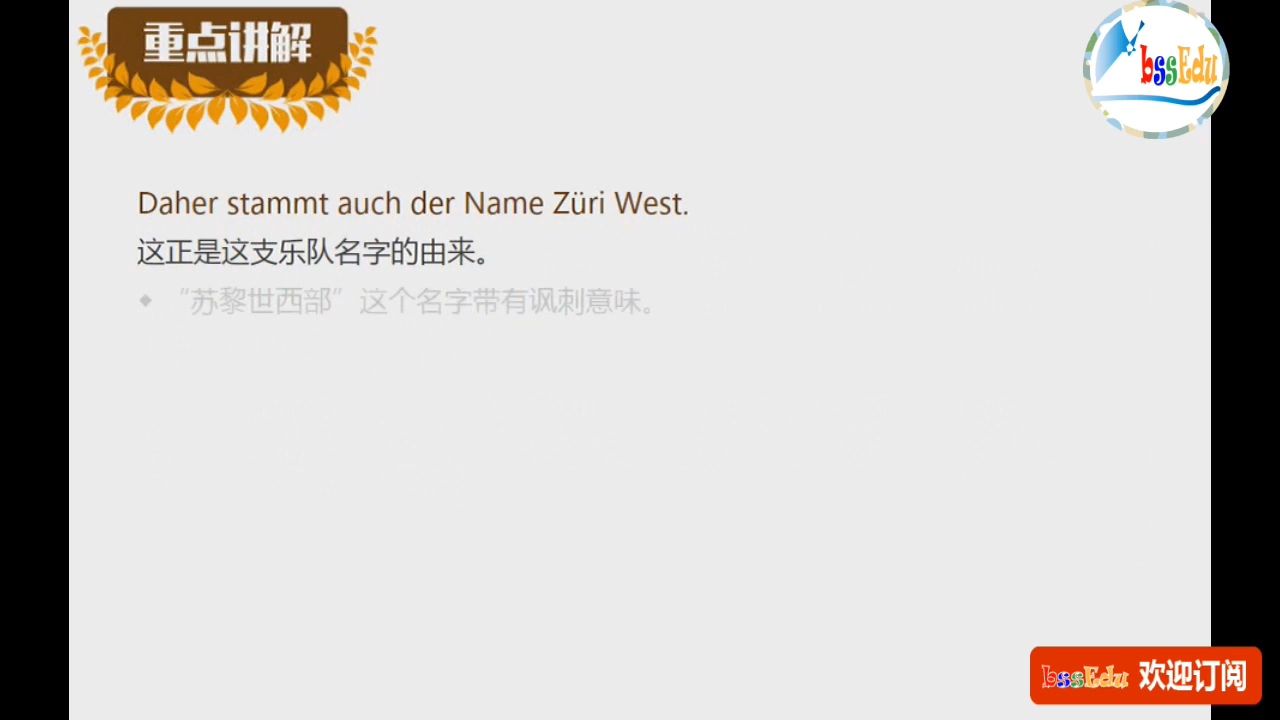 重点讲解
bssEdu
Daher stammt auch der Name Züri West.
这正是这支乐队名字的由来。
◆ “苏黎世西部”这个名字带有讽刺意味。
bssEdu 欢迎订阅